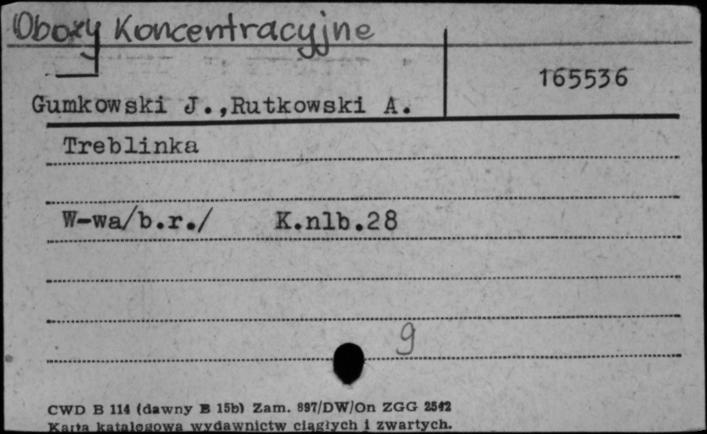 Obozy Koncentracyjne
165536
Gumkowski J.,Rutkowski A.
Treblinka
W-wa/b.r./ K.nlb.28
9
CWD B 114 (dawny B 15b) Zam. 897/DW/On ZGG 2542
Karta katalogowa wydawnictw ciągłych i zwartych.